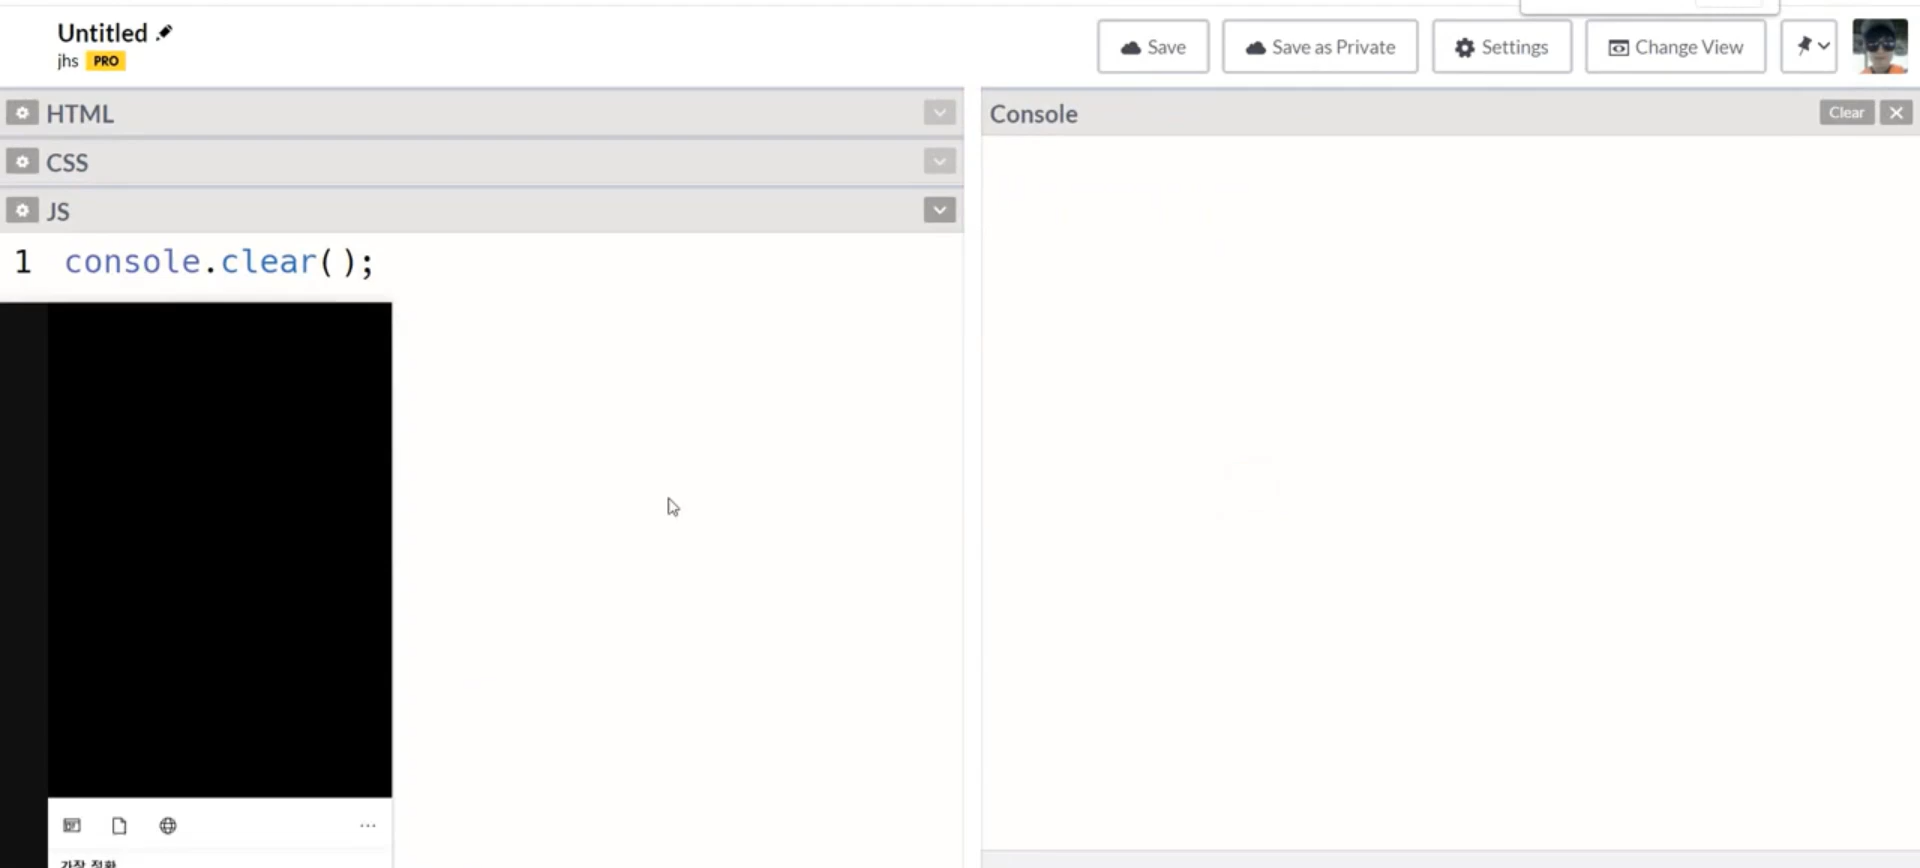 Untitled
jhs PRO
Save
Save as Private
Settings
Change View
HTML
CSS
JS
1 console.clear();
Console
Clear
...